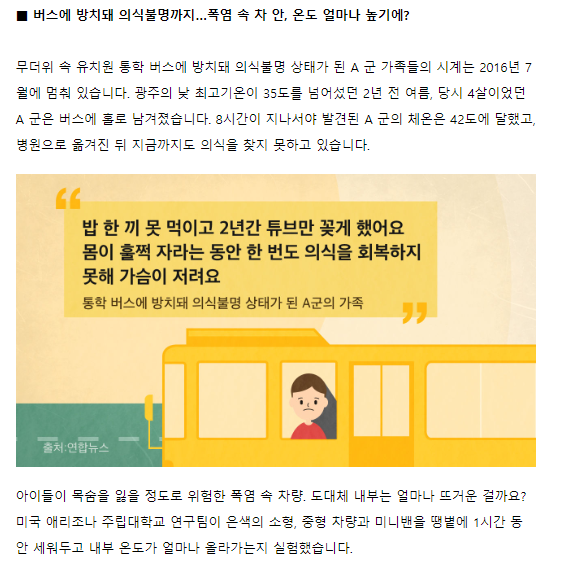 ■ 버스에 방치돼 의식불명까지...폭염 속 차 안, 온도 얼마나 높기에?
무더위 속 유치원 통학 버스에 방치돼 의식불명 상태가 된 A 군 가족들의 시계는 2016년 7
월에 멈춰 있습니다. 광주의 낮 최고기온이 35도를 넘어섰던 2년 전 여름, 당시 4살이었던
A 군은 버스에 홀로 남겨졌습니다. 8시간이 지나서야 발견된 A 군의 체온은 42도에 달했고,
병원으로 옮겨진 뒤 지금까지도 의식을 찾지 못하고 있습니다.
“
밥 한 끼 못 먹이고 2년간 튜브만 꽂게 했어요
몸이 훌쩍 자라는 동안 한 번도 의식을 회복하지
못해 가슴이 저려요
통학 버스에 방치돼 의식불명 상태가 된 A군의 가족
”
출처:연합뉴스
아이들이 목숨을 잃을 정도로 위험한 폭염 속 차량. 도대체 내부는 얼마나 뜨거운 걸까요?
미국 애리조나 주립대학교 연구팀이 은색의 소형, 중형 차량과 미니밴을 땡볕에 1시간 동
안 세워두고 내부 온도가 얼마나 올라가는지 실험했습니다.